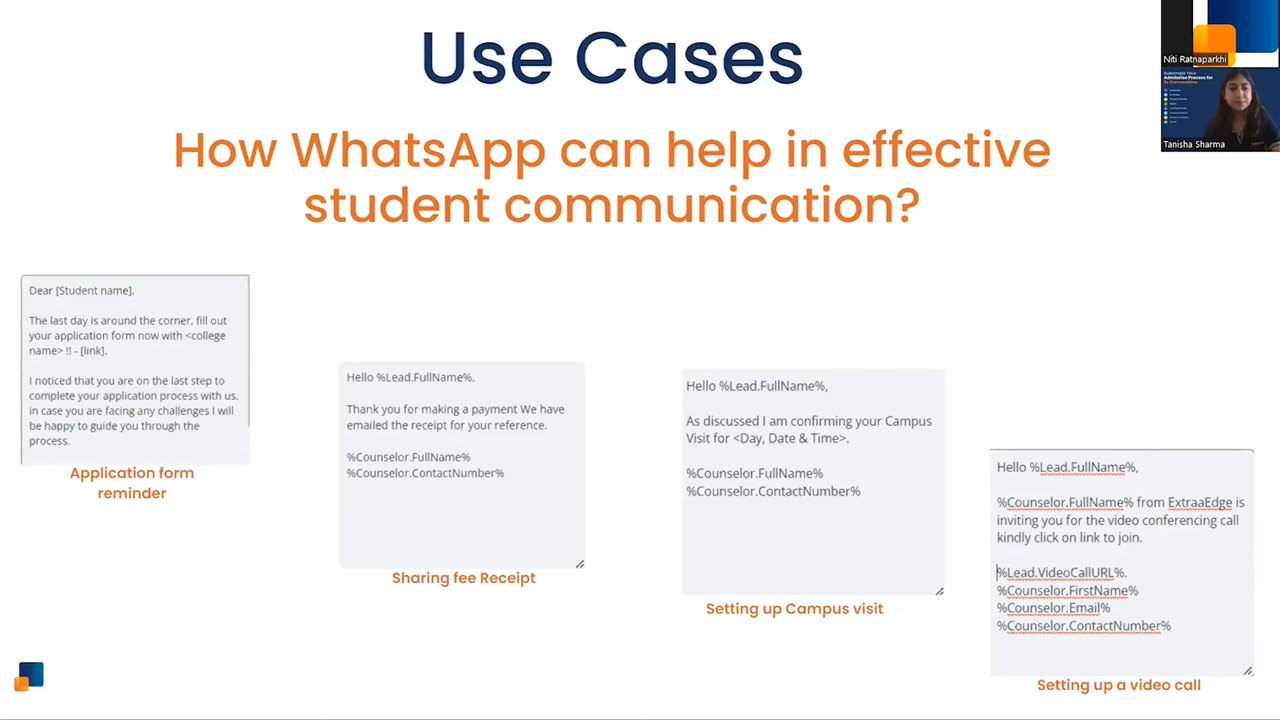 Use Cases
How WhatsApp can help in effective
student communication?
Niti Ratnaparkhi
Automate Your
Admission Process for
Tanisha Sharma
Dear [Student name],
The last day is around the corner, fill out
your application form now with <college
name> !! - [link].
I noticed that you are on the last step to
complete your application process with us,
in case you are facing any challenges I will
be happy to guide you through the
process.
Application form
reminder
Hello %Lead.FullName%,
Thank you for making a payment We have
emailed the receipt for your reference.
%Counselor.FullName%
%Counselor.ContactNumber%
Sharing fee Receipt
Hello %Lead.FullName%,
As discussed I am confirming your Campus
Visit for <Day, Date & Time>.
%Counselor.FullName%
%Counselor.ContactNumber%
Setting up Campus visit
Hello %Lead.FullName%,
%Counselor.FullName% from ExtraaEdge is
inviting you for the video conferencing call
kindly click on link to join.
%Lead.VideoCallURL%.
%Counselor.FirstName%
%Counselor.Email%
%Counselor.ContactNumber%
Setting up a video call